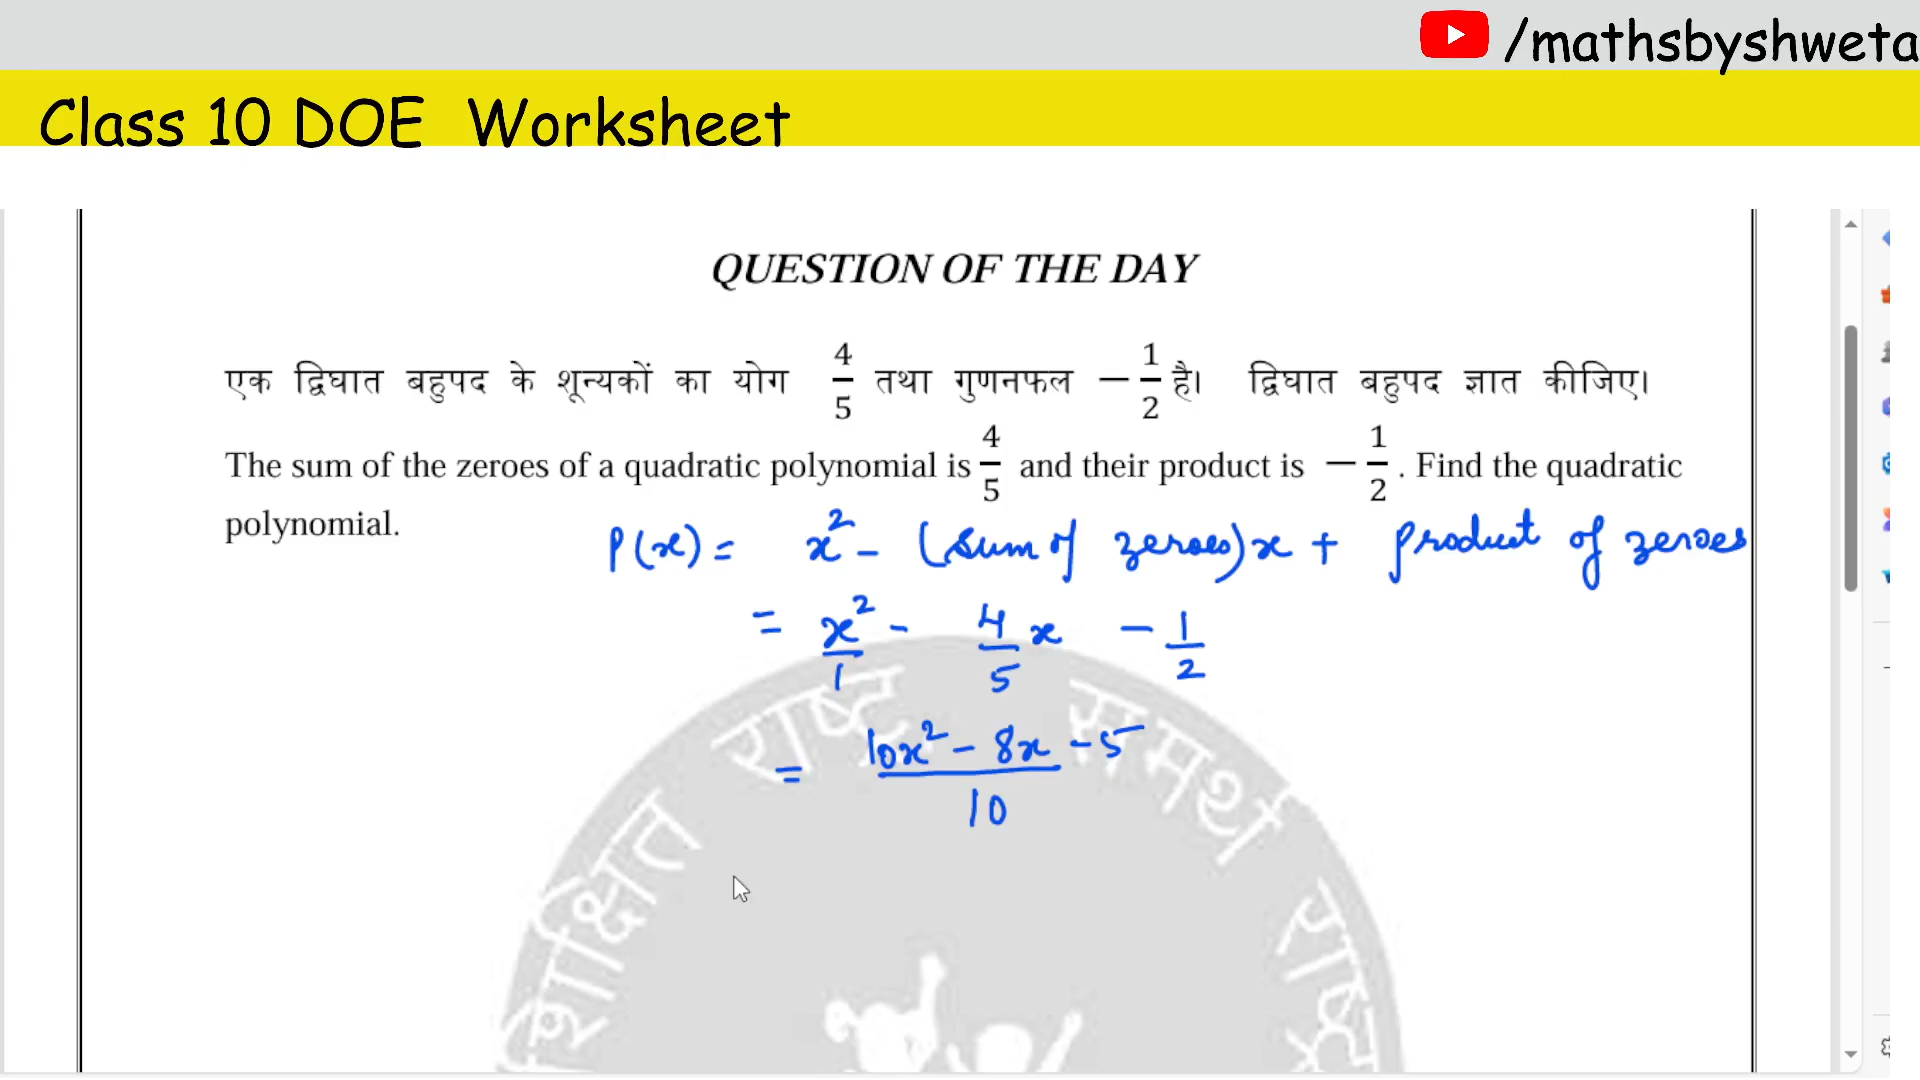 /mathsbyshweta
Class 10 DOE Worksheet
QUESTION OF THE DAY
एक द्विघात बहुपद के शून्यकों का योग 4/5 तथा गुणनफल −1/2 है। द्विघात बहुपद ज्ञात कीजिए।
The sum of the zeroes of a quadratic polynomial is 4/5 and their product is −1/2 . Find the quadratic
polynomial.
P(x) = x² - (sum of zeroes)x + product of zeroes
= x²/1 - 4/5 x - 1/2
= 10x² - 8x - 5 / 10
शिक्षित राष्ट्र समर्थ राष्ट्र